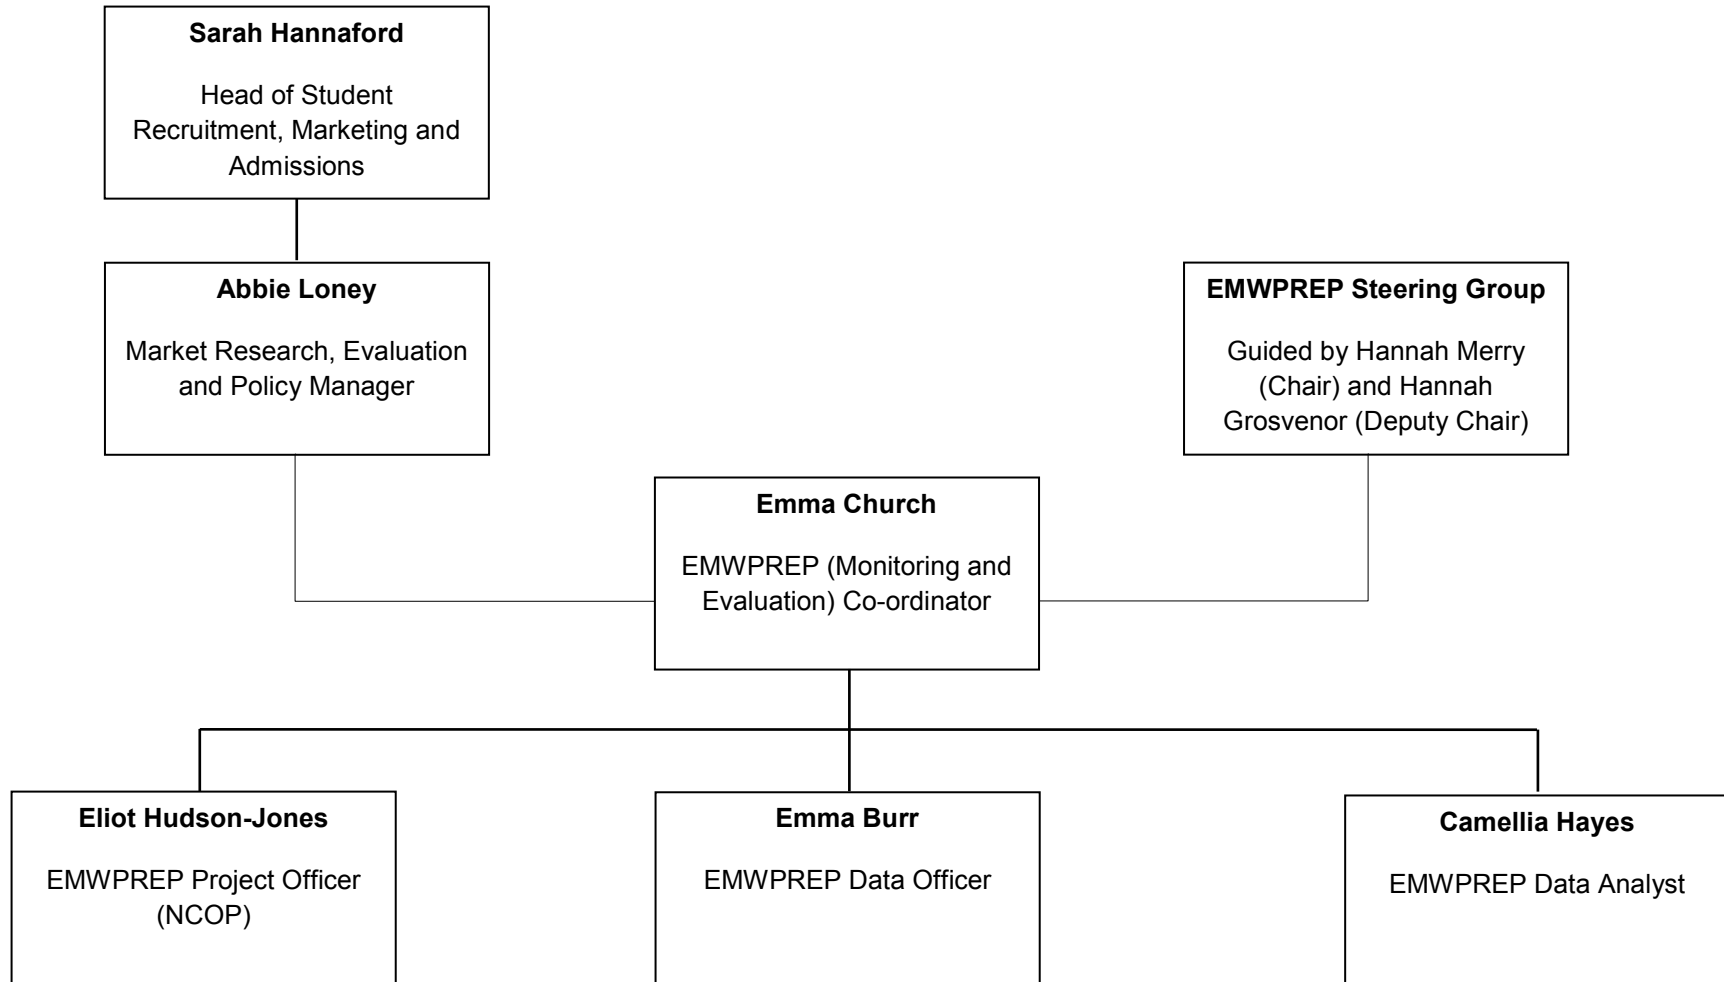 Sarah Hannaford
Head of Student
Recruitment, Marketing and
Admissions
Abbie Loney
Market Research, Evaluation
and Policy Manager
EMWPREP Steering Group
Guided by Hannah Merry
(Chair) and Hannah
Grosvenor (Deputy Chair)
Emma Church
EMWPREP (Monitoring and
Evaluation) Co-ordinator
Eliot Hudson-Jones
EMWPREP Project Officer
(NCOP)
Emma Burr
EMWPREP Data Officer
Camellia Hayes
EMWPREP Data Analyst